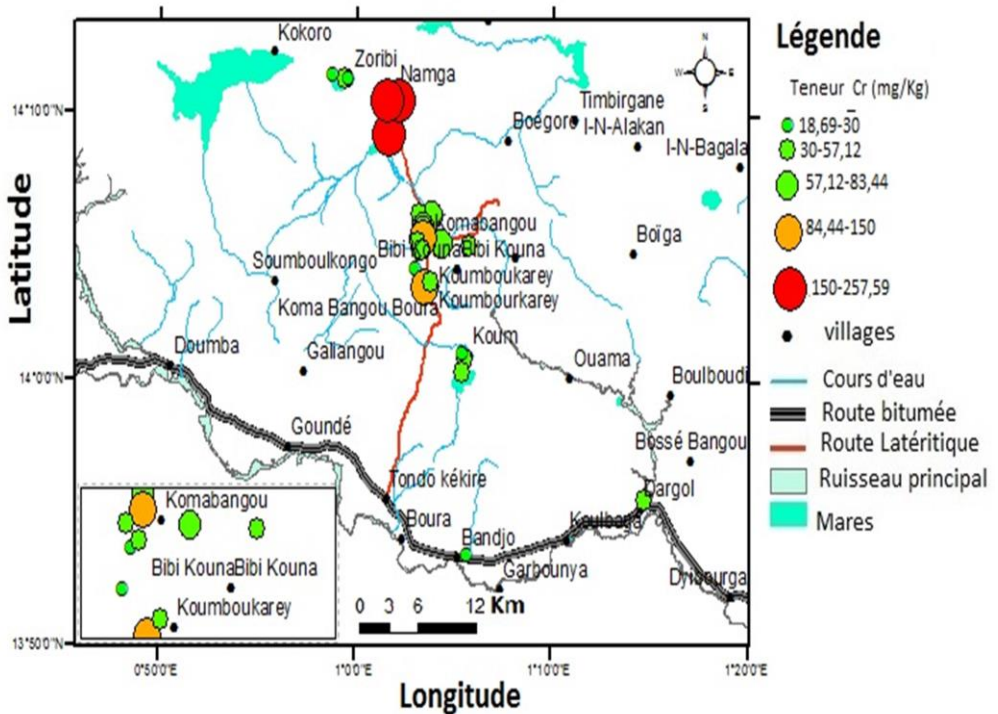 Kokoro
Zoribi
Namga
N
W
E
S
Timbirgane
Boégoro
I-N-Alakan
I-N-Bagala
Komabangou
Bibi Kouna
Bibi Kouna
Boïga
Soumboulkongo
Koumboukarey
Koma Bangou Boura
Koumbourkarey
Koum
Doumba
Gallangou
Ouama
Boulboudi
Goundé
Bossé Bangou
Tondo kékire
Dargol
Boura
Bandjo
Koulbaga
Garbounya
Dyibourga
Komabangou
Bibi Kouna
Bibi Kouna
Koumboukarey
0 3 6 12 Km
14°10'0"N
14°0'0"N
13°50'0"N
0°50'0"E
1°0'0"E
1°10'0"E
1°20'0"E
Latitude
Longitude
Légende
Teneur Cr (mg/Kg)
18,69-30
30-57,12
57,12-83,44
84,44-150
150-257,59
villages
Cours d'eau
Route bitumée
Route Latéritique
Ruisseau principal
Mares